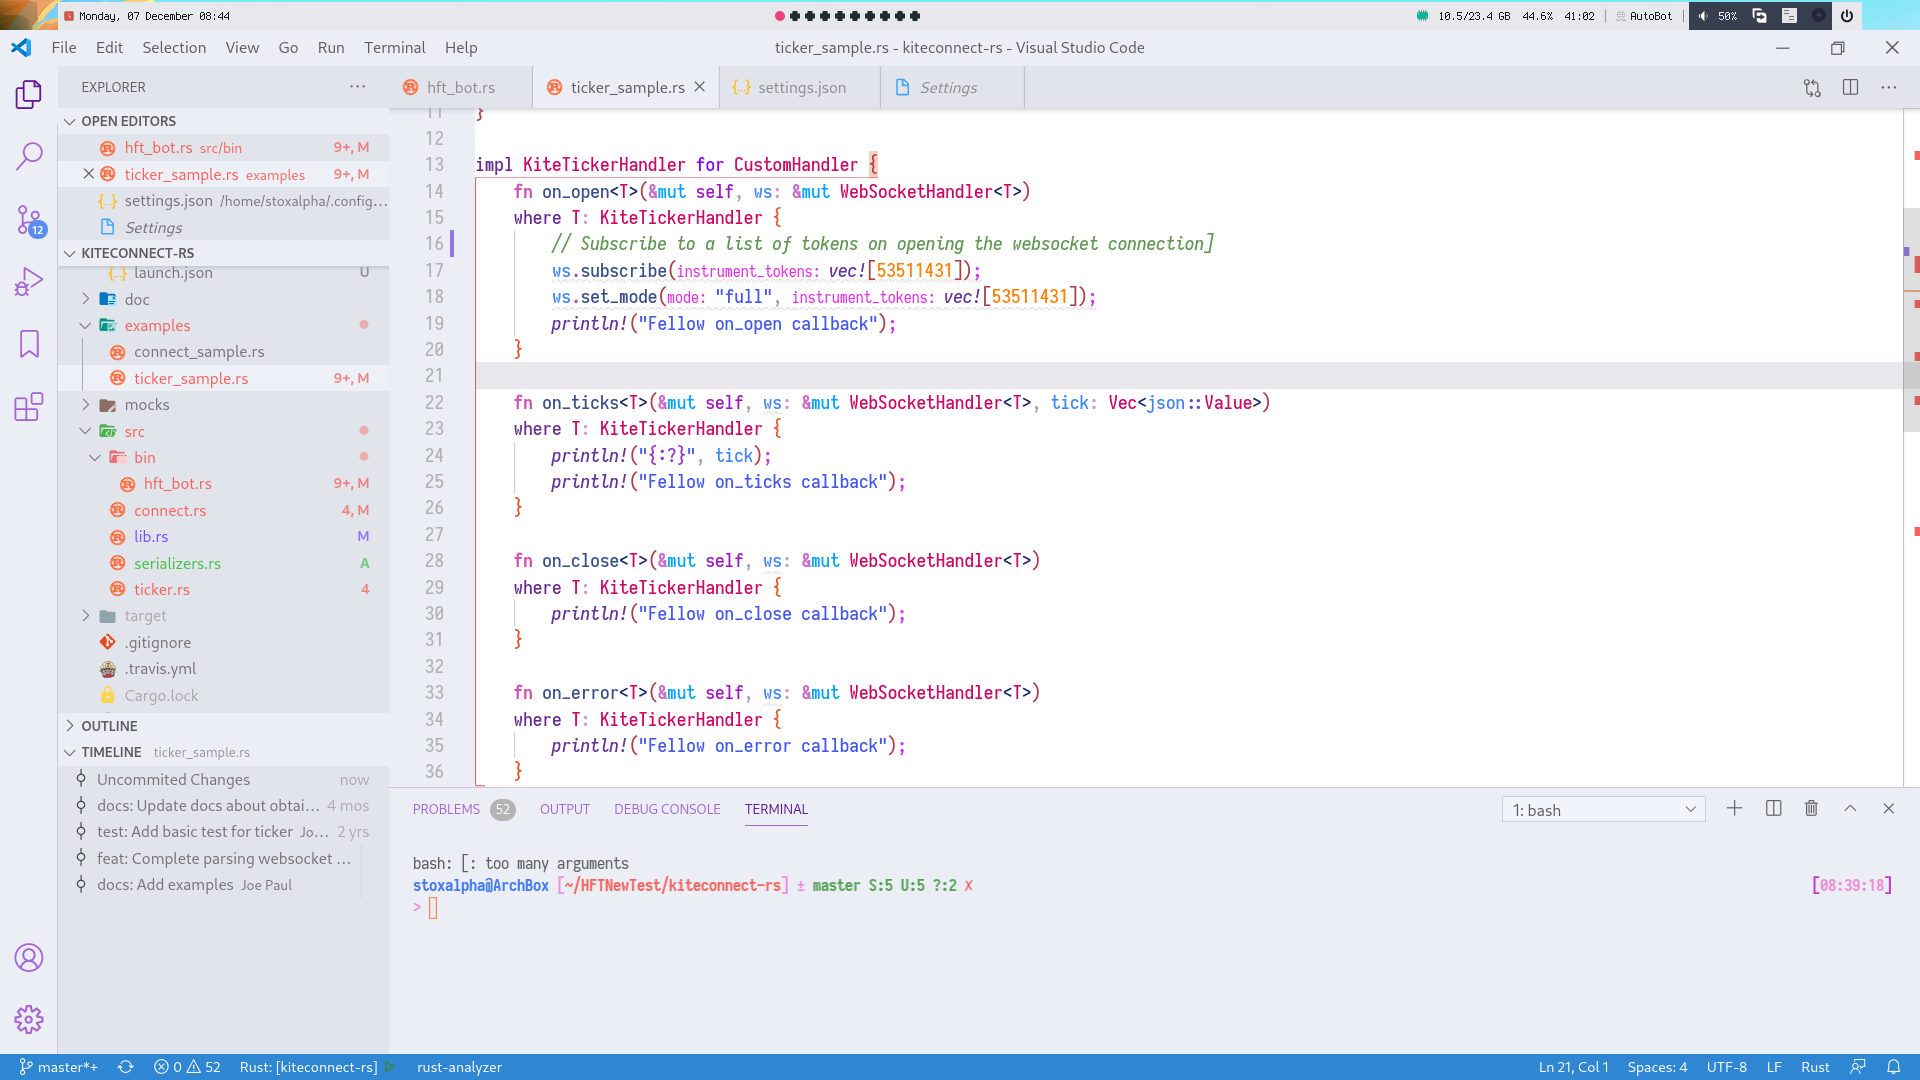 Monday, 07 December 08:44
10.5/23.4 GB 44.6% 41:02 | AutoBot | 50%
File Edit Selection View Go Run Terminal Help
ticker_sample.rs - kiteconnect-rs - Visual Studio Code
EXPLORER ···
hft_bot.rs
ticker_sample.rs
settings.json
Settings
OPEN EDITORS
hft_bot.rs src/bin 9+, M
ticker_sample.rs examples 9+, M
settings.json /home/stoxalpha/.config...
Settings
KITECONNECT-RS
launch.json U
doc
examples
connect_sample.rs
ticker_sample.rs 9+, M
mocks
src
bin
hft_bot.rs 9+, M
connect.rs 4, M
lib.rs M
serializers.rs A
ticker.rs 4
target
.gitignore
.travis.yml
Cargo.lock
OUTLINE
TIMELINE ticker_sample.rs
Uncommited Changes now
docs: Update docs about obtai... 4 mos
test: Add basic test for ticker Jo... 2 yrs
feat: Complete parsing websocket ...
docs: Add examples Joe Paul
12
11 }
12
13 impl KiteTickerHandler for CustomHandler {
14 fn on_open<T>(&mut self, ws: &mut WebSocketHandler<T>)
15 where T: KiteTickerHandler {
16 // Subscribe to a list of tokens on opening the websocket connection]
17 ws.subscribe(instrument_tokens: vec![53511431]);
18 ws.set_mode(mode: "full", instrument_tokens: vec![53511431]);
19 println!("Fellow on_open callback");
20 }
21
22 fn on_ticks<T>(&mut self, ws: &mut WebSocketHandler<T>, tick: Vec<json::Value>)
23 where T: KiteTickerHandler {
24 println!("{:?}", tick);
25 println!("Fellow on_ticks callback");
26 }
27
28 fn on_close<T>(&mut self, ws: &mut WebSocketHandler<T>)
29 where T: KiteTickerHandler {
30 println!("Fellow on_close callback");
31 }
32
33 fn on_error<T>(&mut self, ws: &mut WebSocketHandler<T>)
34 where T: KiteTickerHandler {
35 println!("Fellow on_error callback");
36 }
PROBLEMS 52 OUTPUT DEBUG CONSOLE TERMINAL
1: bash
bash: [: too many arguments
stoxalpha@ArchBox [~/HFTNewTest/kiteconnect-rs] ± master S:5 U:5 ?:2 ✗ [08:39:18]
>
master*+ 0 52 Rust: [kiteconnect-rs] rust-analyzer
Ln 21, Col 1 Spaces: 4 UTF-8 LF Rust